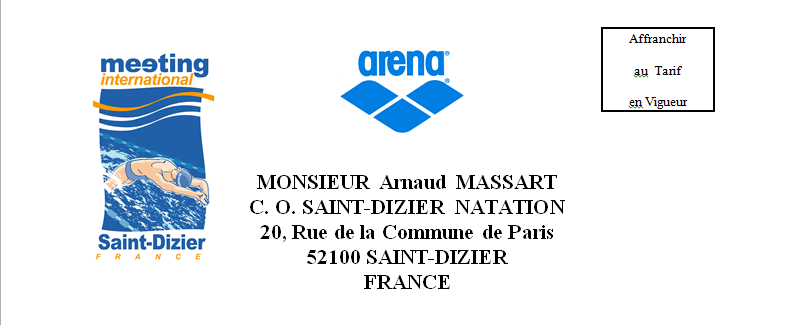 meeting
international
Saint-Dizier
FRANCE
arena®
Affranchir
au Tarif
en Vigueur
MONSIEUR Arnaud MASSART
C. O. SAINT-DIZIER NATATION
20, Rue de la Commune de Paris
52100 SAINT-DIZIER
FRANCE